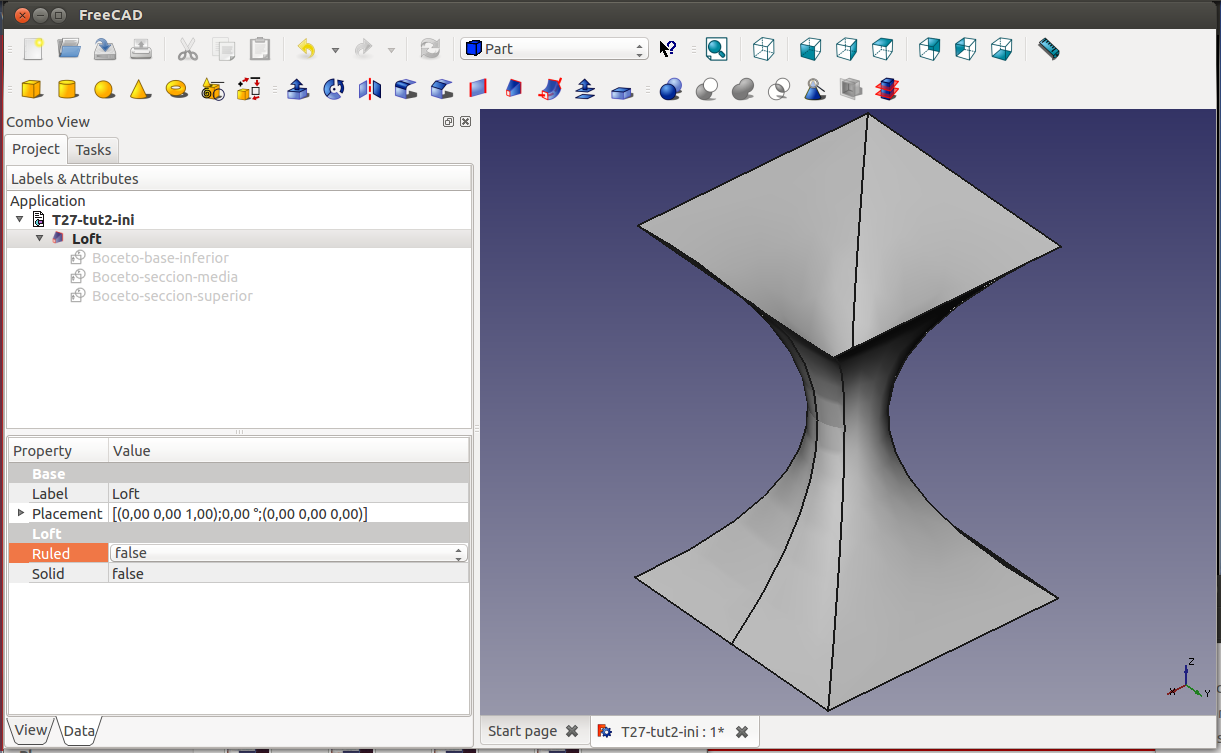 FreeCAD
Part
Combo View
Project
Tasks
Labels & Attributes
Application
T27-tut2-ini
Loft
Boceto-base-inferior
Boceto-seccion-media
Boceto-seccion-superior
Property Value
Base
Label Loft
Placement [(0,00 0,00 1,00);0,00 °;(0,00 0,00 0,00)]
Loft
Ruled false
Solid false
View
Data
Start page
T27-tut2-ini : 1*
Z
X
Y